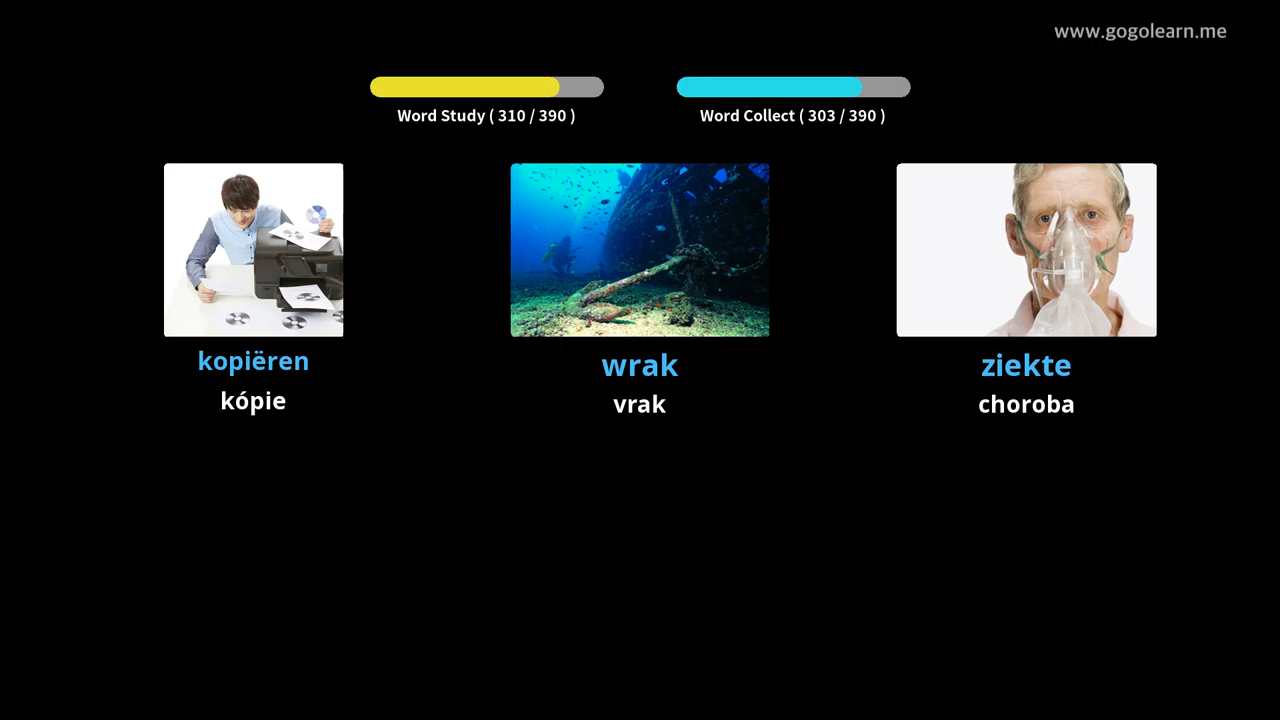 www.gogolearn.me
Word Study ( 310 / 390 )
Word Collect ( 303 / 390 )
kopiëren
kópie
wrak
vrak
ziekte
choroba